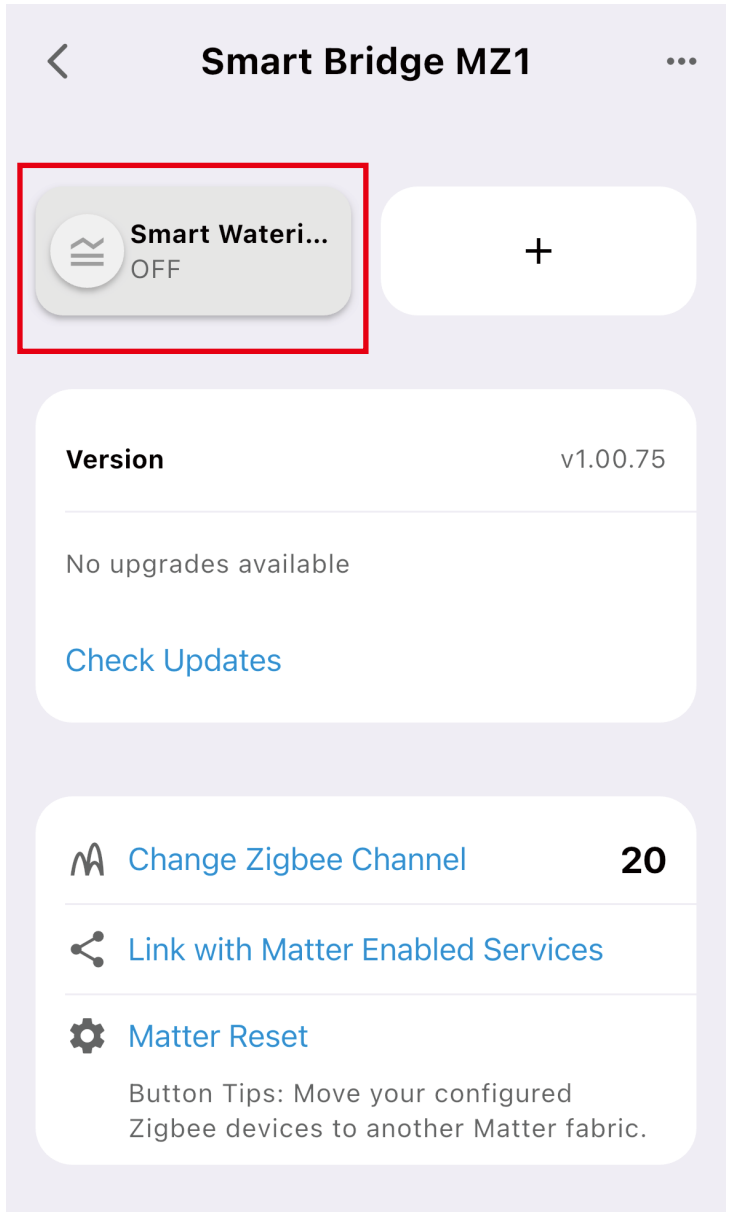 Smart Bridge MZ1
Smart Wateri...
OFF
+
Version
v1.00.75
No upgrades available
Check Updates
Change Zigbee Channel
20
Link with Matter Enabled Services
Matter Reset
Button Tips: Move your configured
Zigbee devices to another Matter fabric.